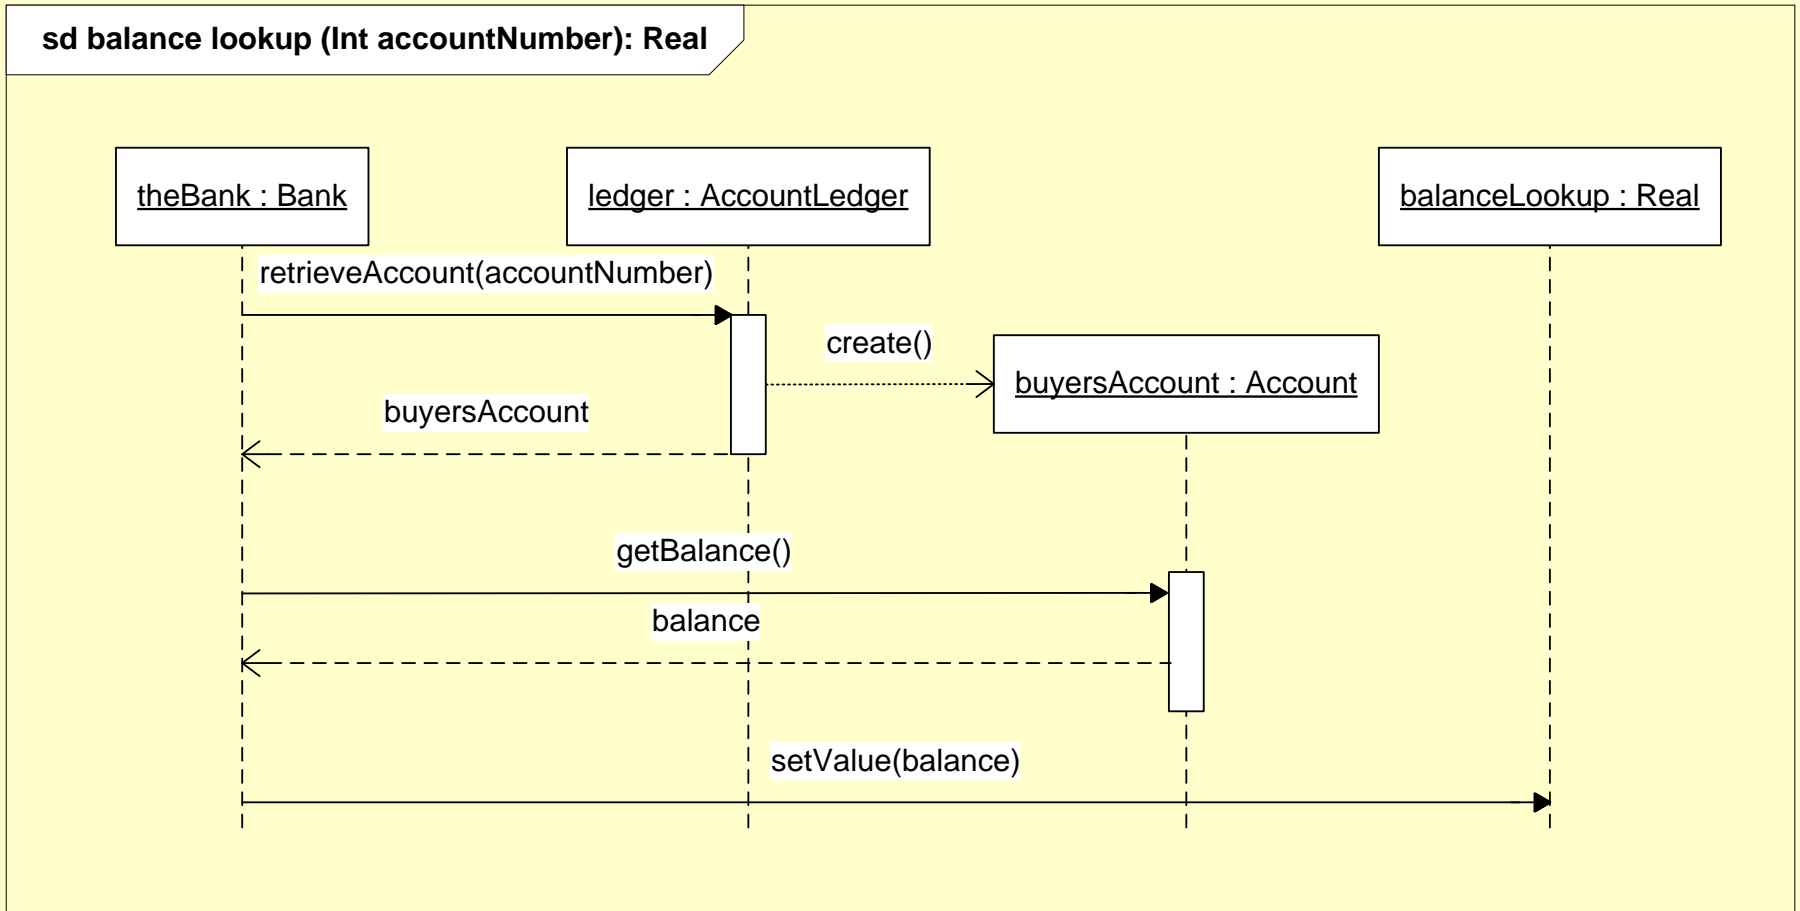 sd balance lookup (Int accountNumber): Real
theBank : Bank
ledger : AccountLedger
balanceLookup : Real
retrieveAccount(accountNumber)
create()
buyersAccount : Account
buyersAccount
getBalance()
balance
setValue(balance)